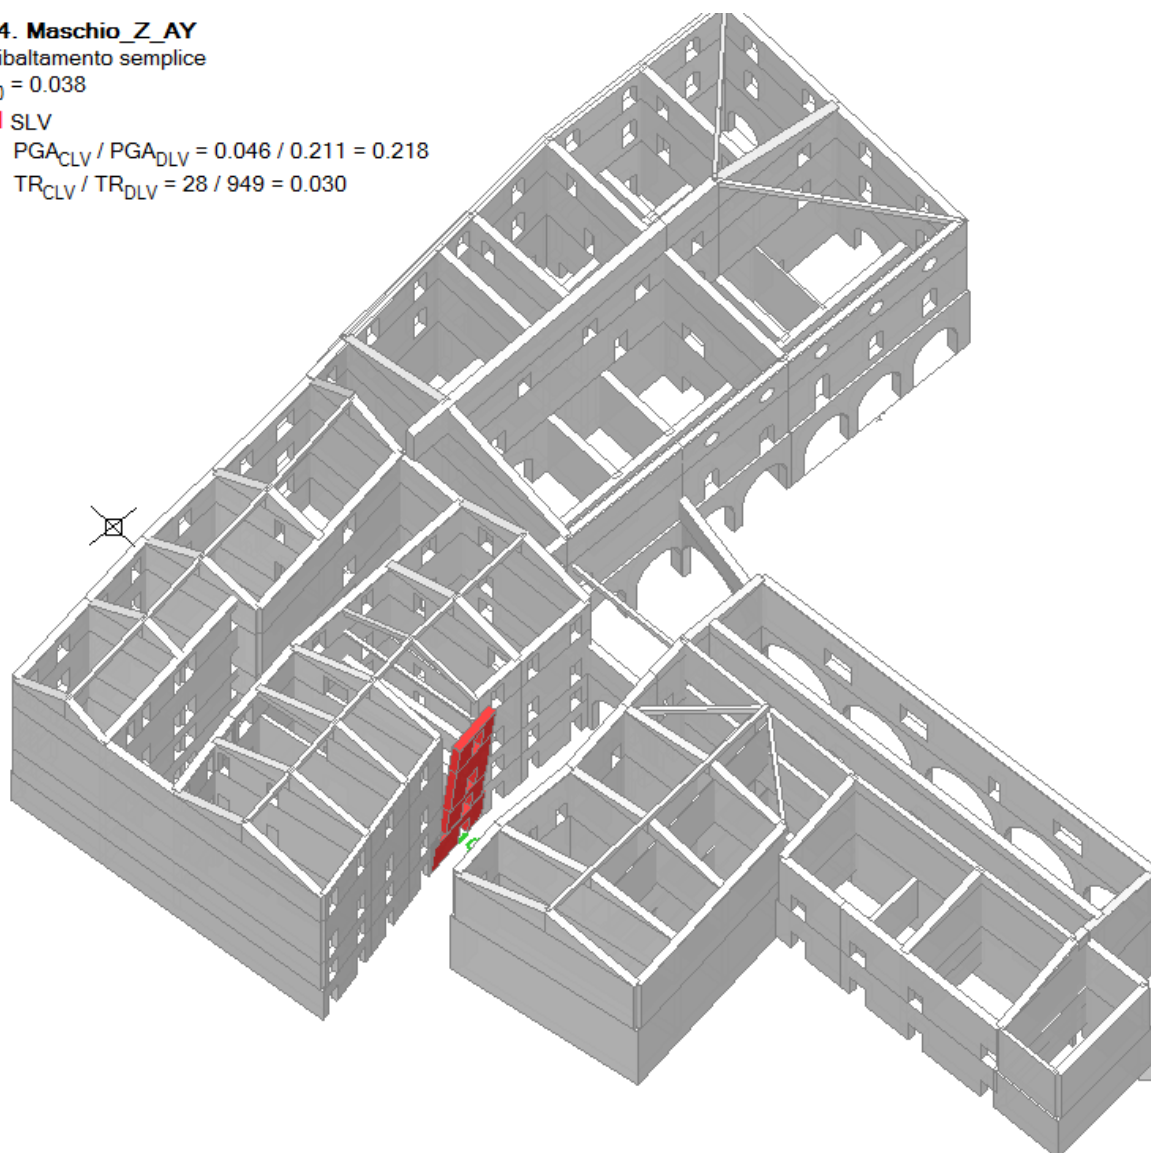 4. Maschio_Z_AY
ibaltamento semplice
0 = 0.038
SLV
PGACLV / PGADLV = 0.046 / 0.211 = 0.218
TRCLV / TRDLV = 28 / 949 = 0.030